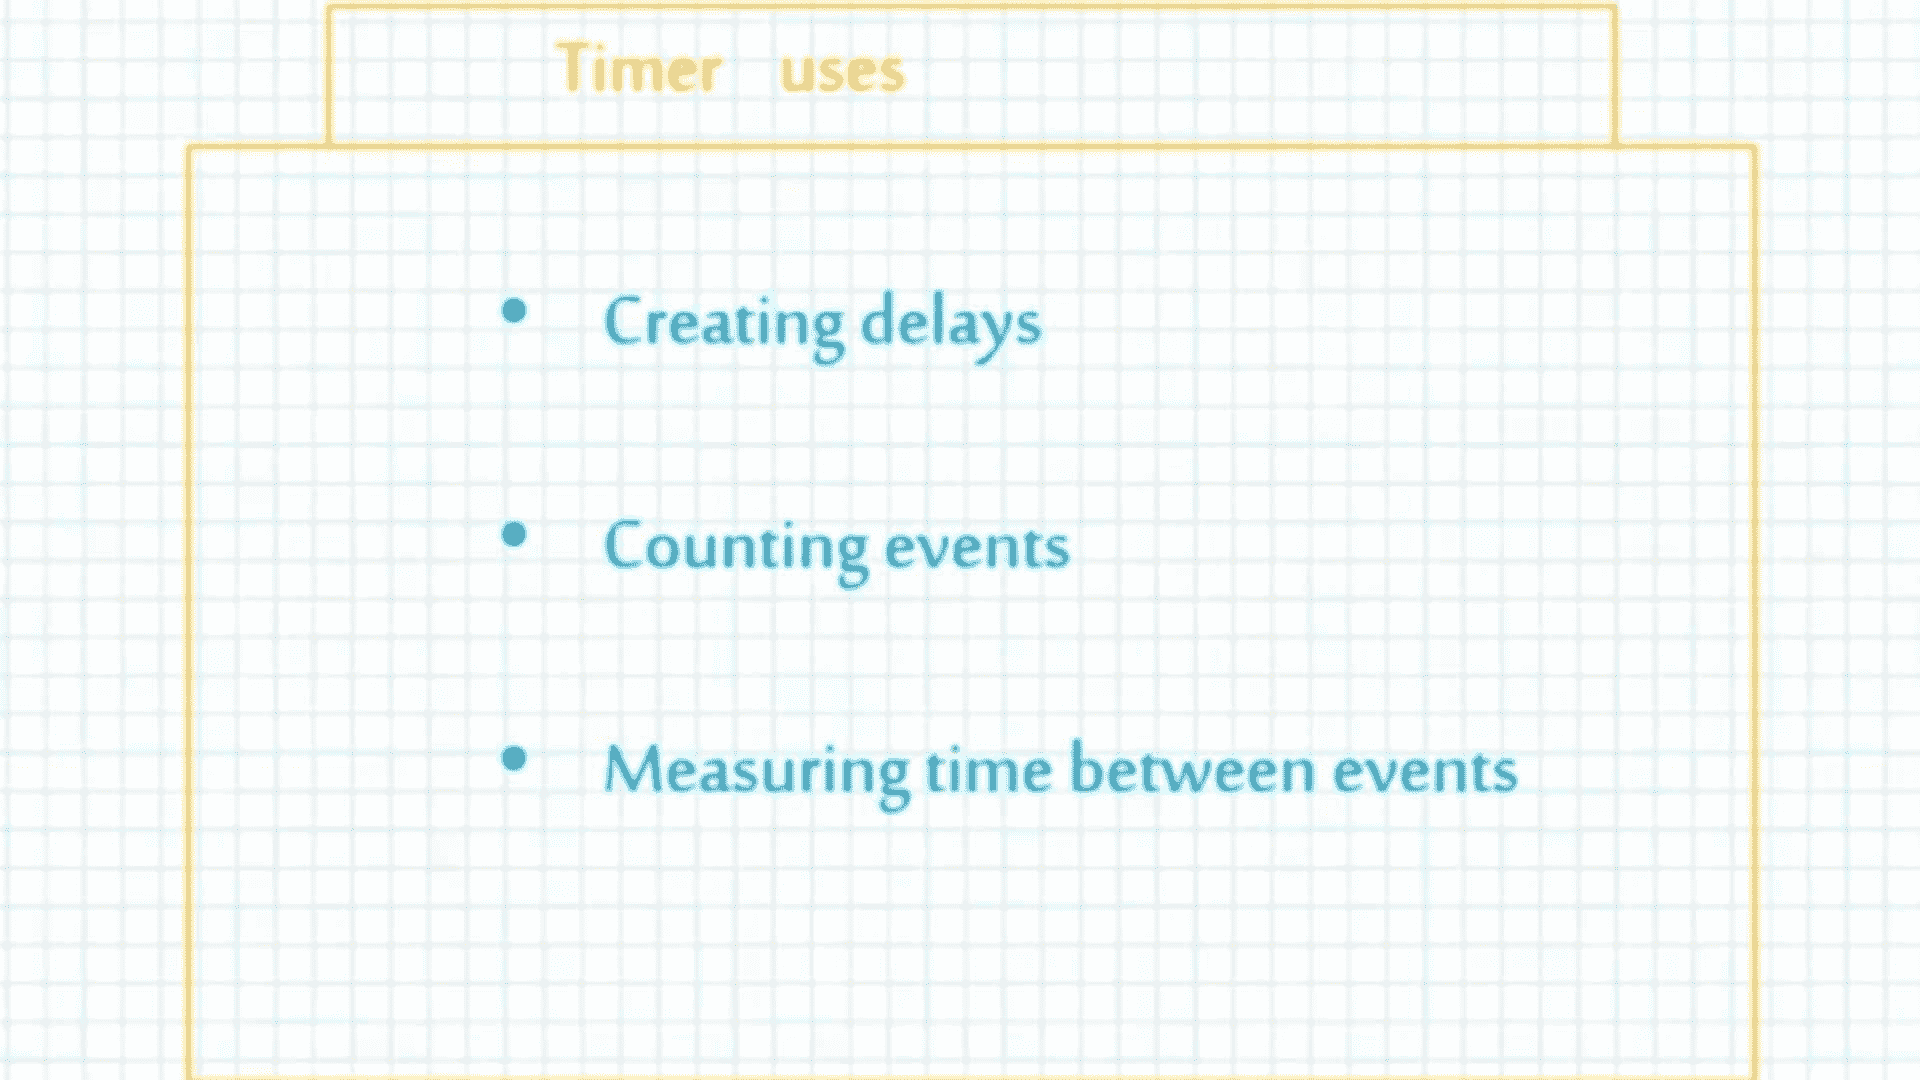 Timer uses
• Creating delays
• Counting events
• Measuring time between events